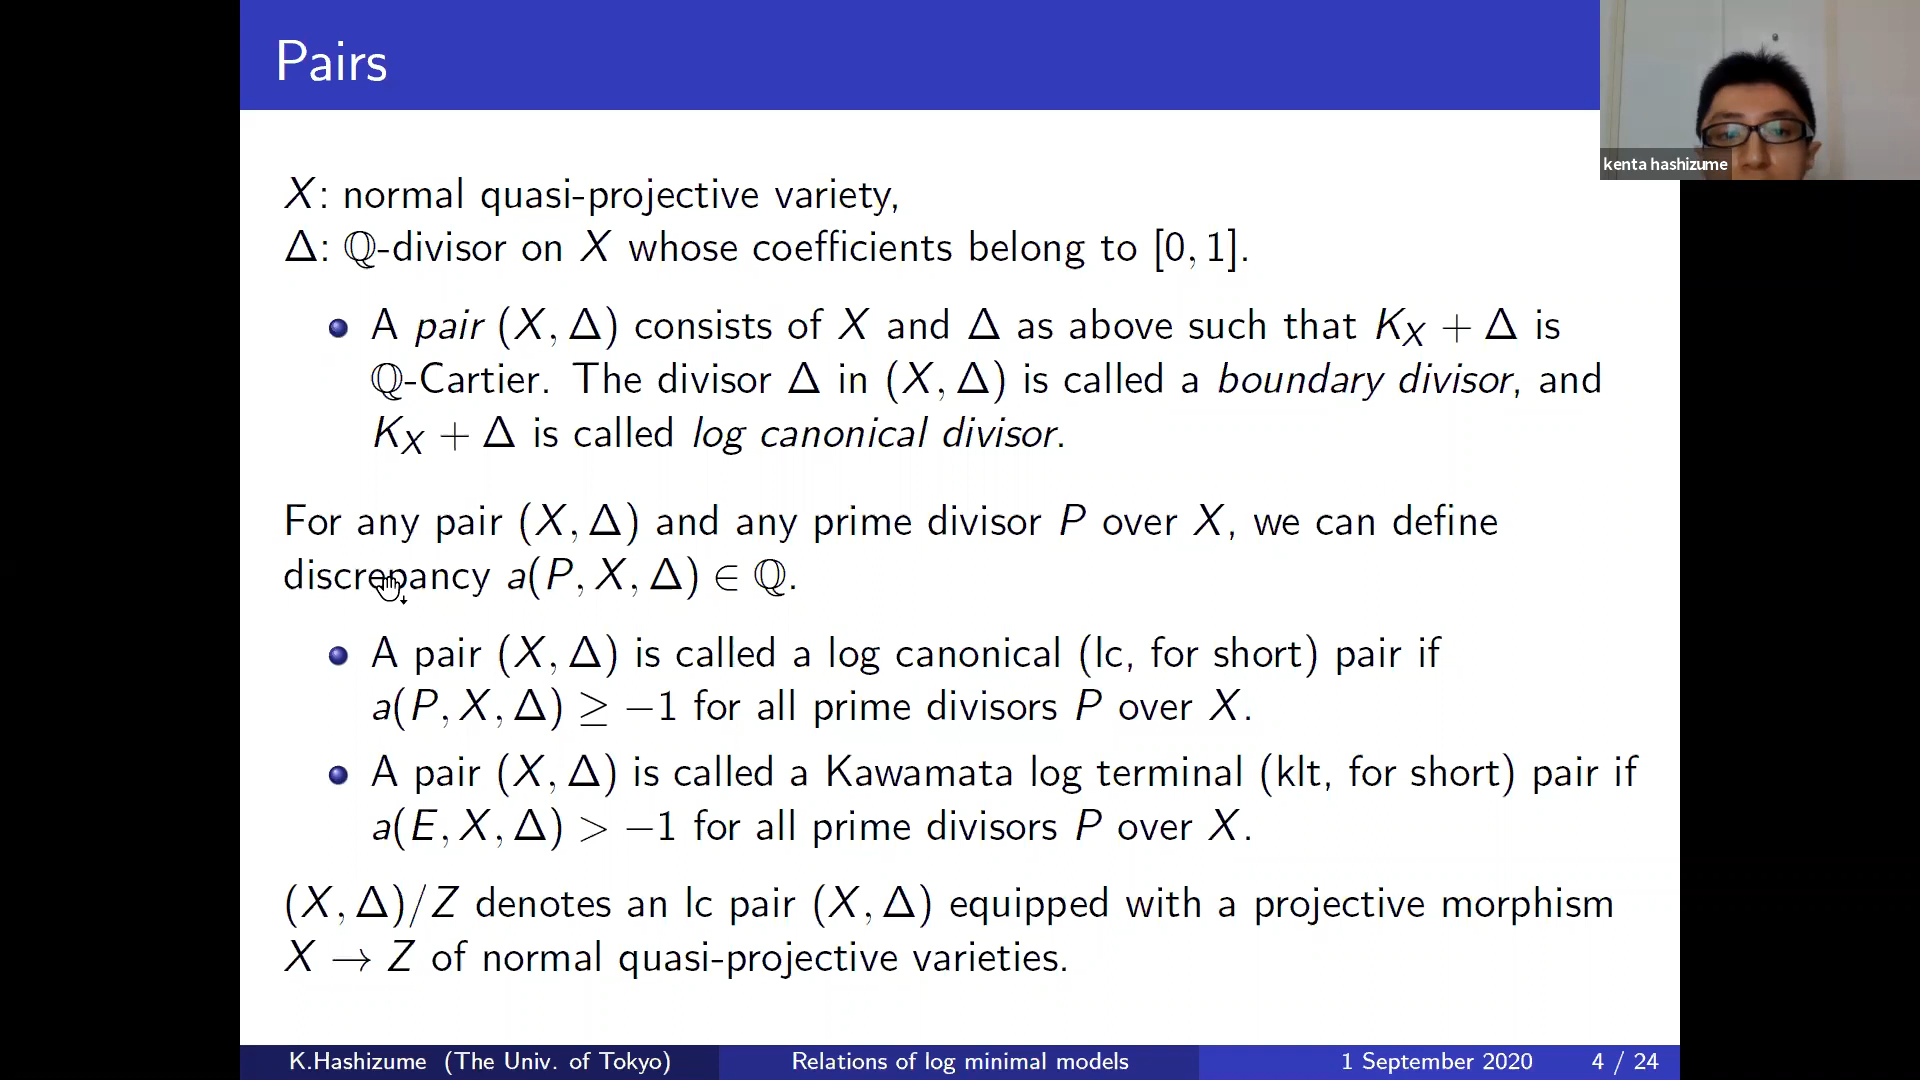 Pairs
kenta hashizume
X: normal quasi-projective variety,
Δ: ℚ-divisor on X whose coefficients belong to [0, 1].
A pair (X, Δ) consists of X and Δ as above such that K_X + Δ is
ℚ-Cartier. The divisor Δ in (X, Δ) is called a boundary divisor, and
K_X + Δ is called log canonical divisor.
For any pair (X, Δ) and any prime divisor P over X, we can define
discrepancy a(P, X, Δ) ∈ ℚ.
A pair (X, Δ) is called a log canonical (lc, for short) pair if
a(P, X, Δ) ≥ −1 for all prime divisors P over X.
A pair (X, Δ) is called a Kawamata log terminal (klt, for short) pair if
a(E, X, Δ) > −1 for all prime divisors P over X.
(X, Δ)/Z denotes an lc pair (X, Δ) equipped with a projective morphism
X → Z of normal quasi-projective varieties.
K.Hashizume (The Univ. of Tokyo) Relations of log minimal models 1 September 2020 4 / 24